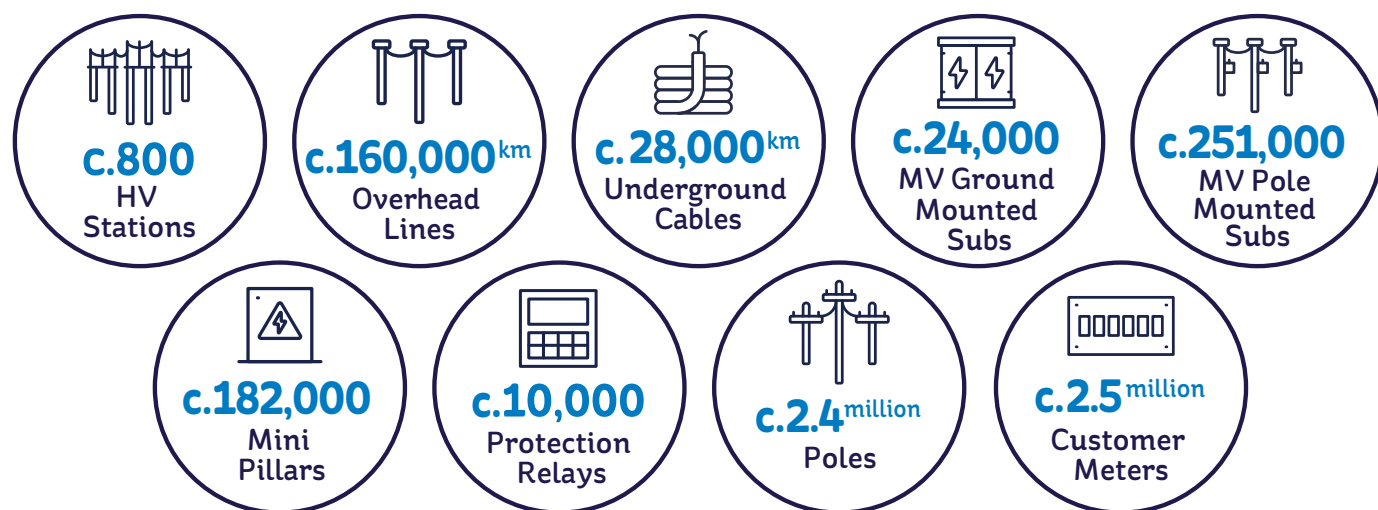 c.800
HV
Stations
c.160,000km
Overhead
Lines
c.28,000km
Underground
Cables
c.24,000
MV Ground
Mounted
Subs
c.251,000
MV Pole
Mounted
Subs
c.182,000
Mini
Pillars
c.10,000
Protection
Relays
c.2.4million
Poles
c.2.5million
Customer
Meters